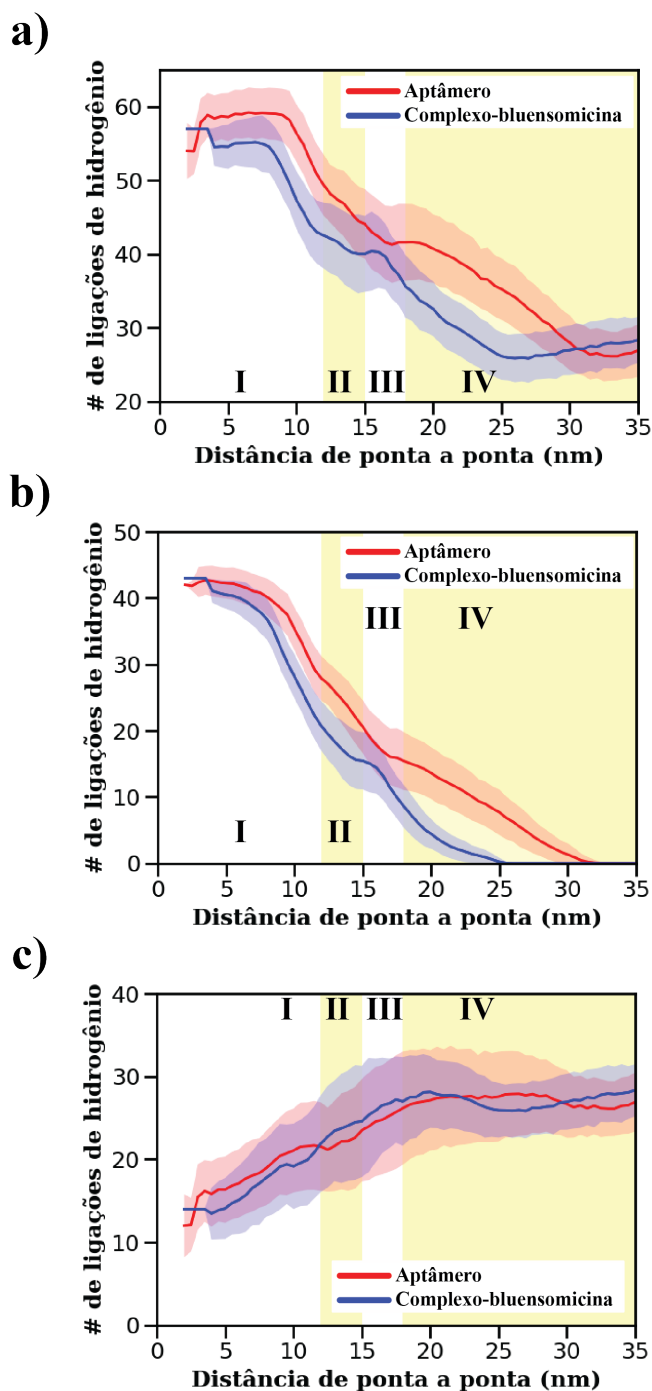 a)
# de ligações de hidrogênio
60
50
40
30
20
Aptâmero
Complexo-bluensomicina
I II III IV
0 5 10 15 20 25 30 35
Distância de ponta a ponta (nm)
b)
# de ligações de hidrogênio
50
40
30
20
10
0
Aptâmero
Complexo-bluensomicina
III IV
I II
0 5 10 15 20 25 30 35
Distância de ponta a ponta (nm)
c)
# de ligações de hidrogênio
40
30
20
10
0
I II III IV
Aptâmero
Complexo-bluensomicina
0 5 10 15 20 25 30 35
Distância de ponta a ponta (nm)